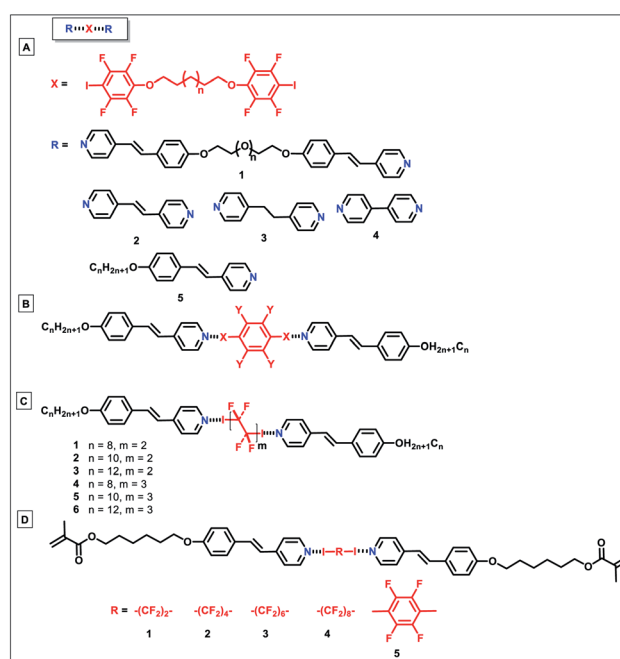 R X R
A
X = I F F F F O n O F F F F I
R = N O O n O N
1
N N N N N N
2 3 4
CnH2n+1O N
5
B
CnH2n+1O N X Y Y Y Y X N OH2n+1Cn
C
CnH2n+1O N I F F F F m I N OH2n+1Cn
1 n = 8, m = 2
2 n = 10, m = 2
3 n = 12, m = 2
4 n = 8, m = 3
5 n = 10, m = 3
6 n = 12, m = 3
D
O O O N I R I N O O O
R = -(CF2)2- -(CF2)4- -(CF2)6- -(CF2)8- F F F F
1 2 3 4 5